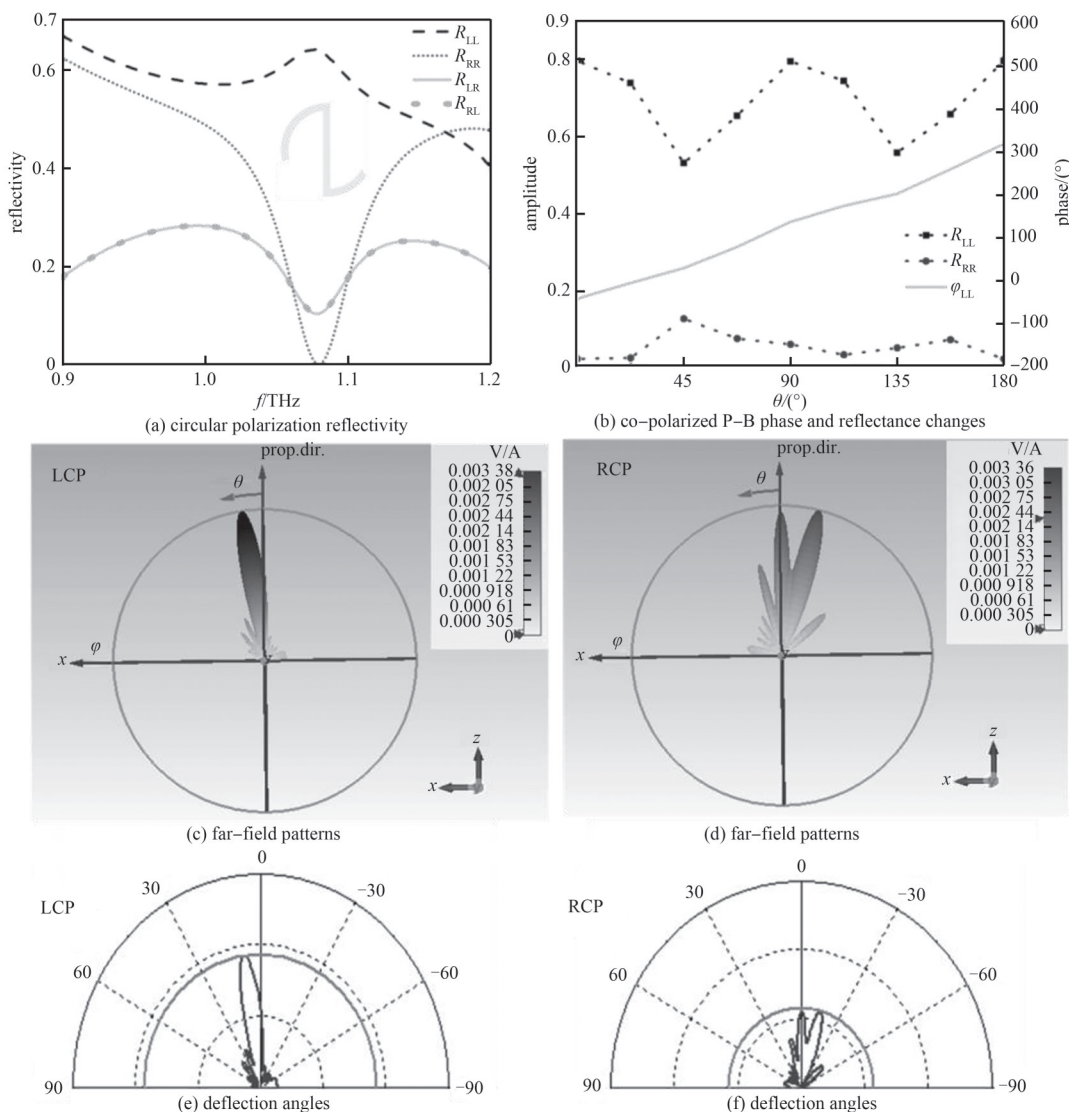 0.7
0.6
0.4
0.2
0
reflectivity
R_LL
R_RR
R_LR
R_RL
0.9
1.0
1.1
1.2
f/THz
(a) circular polarization reflectivity
0.9
0.8
0.6
0.4
0.2
0
amplitude
600
500
400
300
200
100
0
−100
−200
phase/(°)
R_LL
R_RR
φ_LL
45
90
135
180
θ/(°)
(b) co−polarized P−B phase and reflectance changes
LCP
prop.dir.
θ
φ
x
V/A
0.003 38
0.002 05
0.002 75
0.002 44
0.002 14
0.001 83
0.001 53
0.001 22
0.000 918
0.000 61
0.000 305
0
z
x
(c) far−field patterns
RCP
prop.dir.
θ
φ
x
V/A
0.003 36
0.002 05
0.002 75
0.002 44
0.002 14
0.001 83
0.001 53
0.001 22
0.000 918
0.000 61
0.000 305
0
z
x
(d) far−field patterns
LCP
0
30
−30
60
−60
90
−90
(e) deflection angles
RCP
0
30
−30
60
−60
90
−90
(f) deflection angles